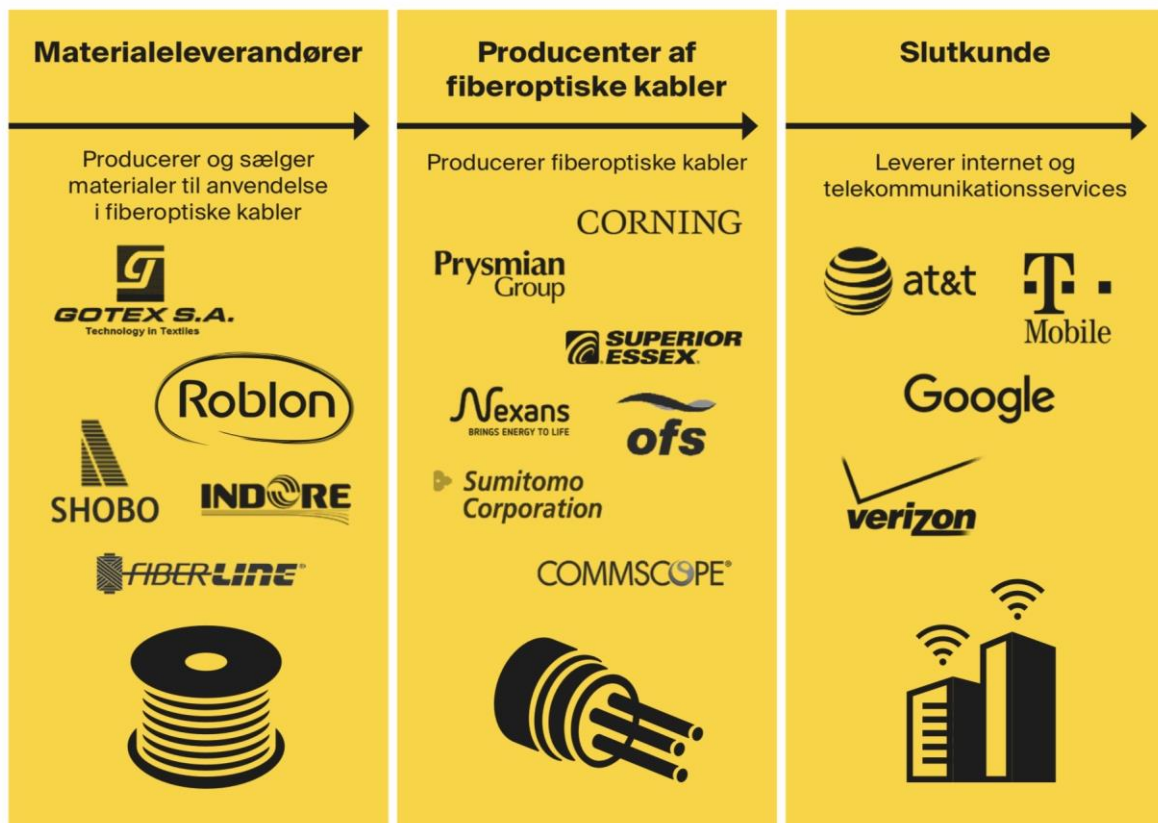 Materialeleverandører
Producerer og sælger
materialer til anvendelse
i fiberoptiske kabler
g
GOTEX S.A.
Technology in Textiles
Roblon
SHOBO
INDORE
FIBER-LINE®
Producenter af
fiberoptiske kabler
Producerer fiberoptiske kabler
CORNING
Prysmian
Group
SUPERIOR
ESSEX.
Nexans
BRINGS ENERGY TO LIFE
ofs
Sumitomo
Corporation
COMMSCOPE®
Slutkunde
Leverer internet og
telekommunikationsservices
at&t
T
Mobile
Google
verizon